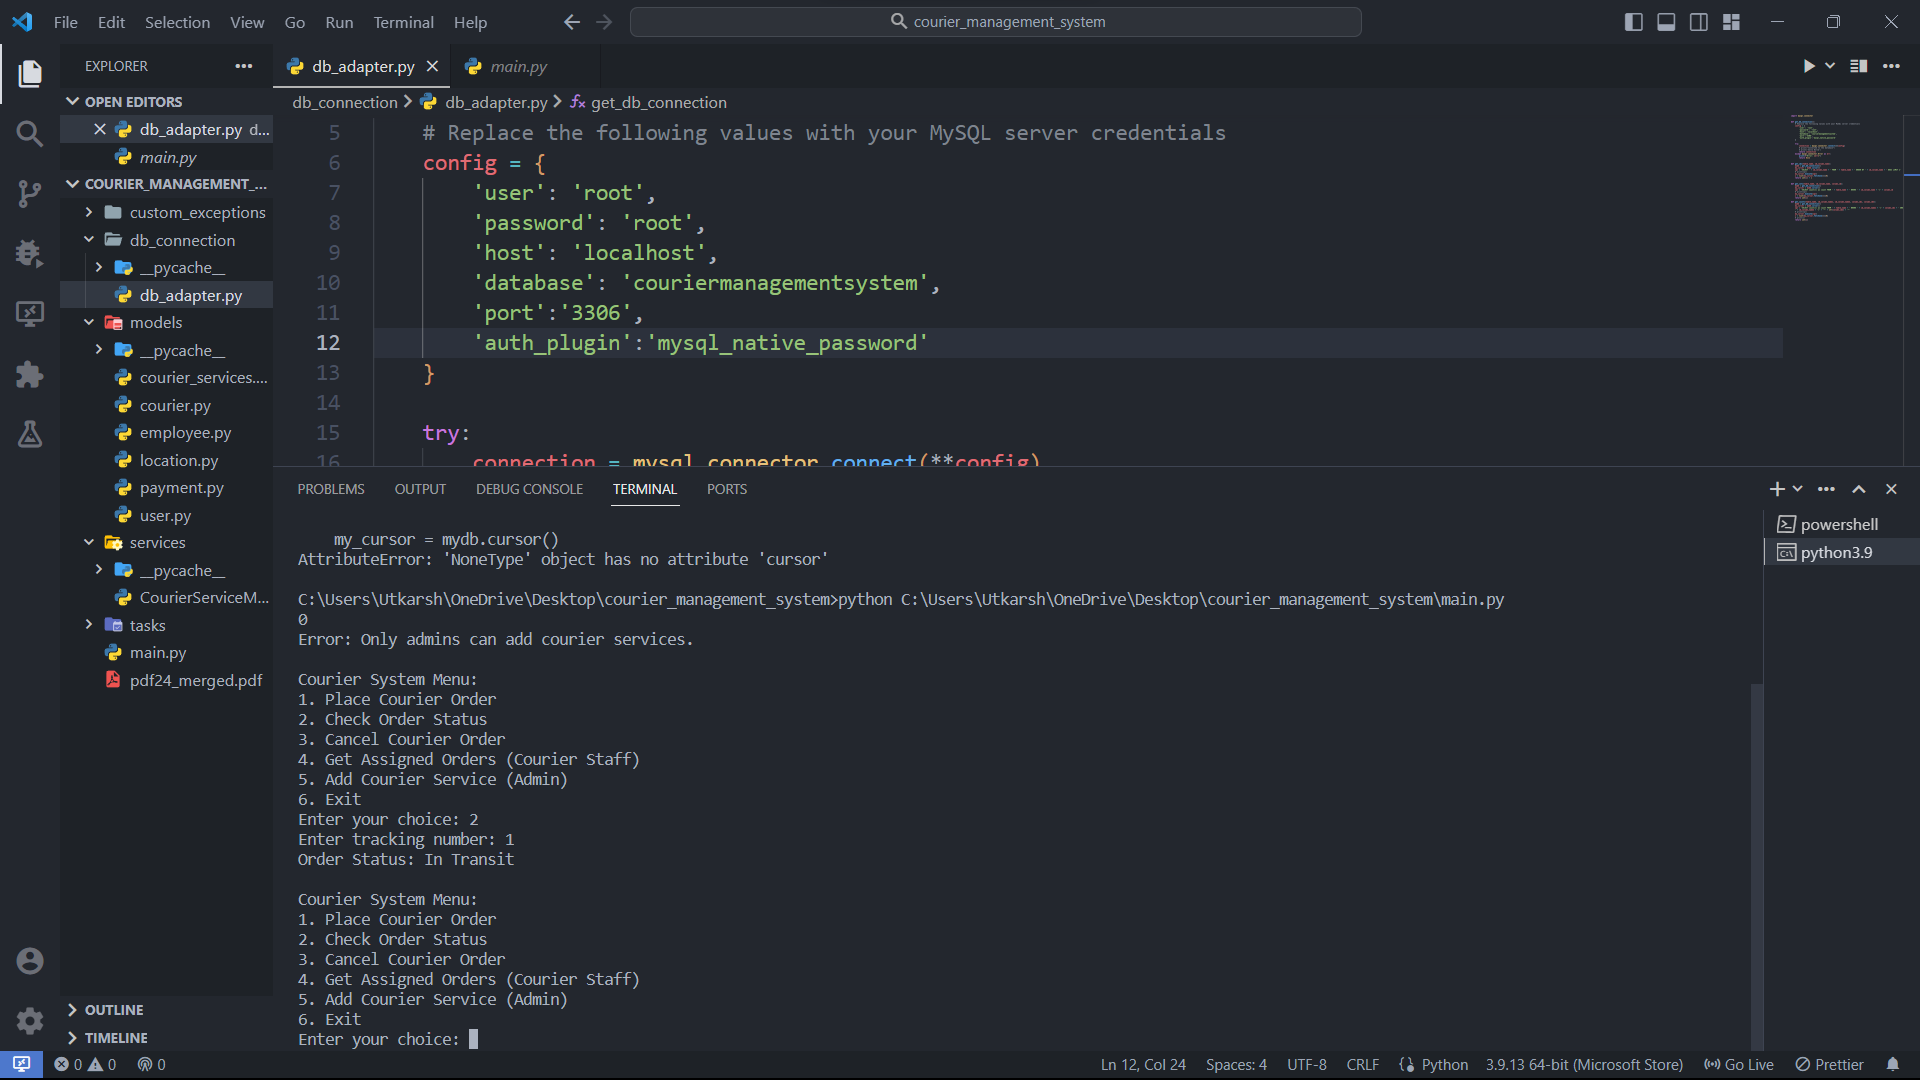 File Edit Selection View Go Run Terminal Help
courier_management_system
EXPLORER
OPEN EDITORS
db_adapter.py d...
main.py
COURIER_MANAGEMENT_...
custom_exceptions
db_connection
__pycache__
db_adapter.py
models
__pycache__
courier_services....
courier.py
employee.py
location.py
payment.py
user.py
services
__pycache__
CourierServiceM...
tasks
main.py
pdf24_merged.pdf
OUTLINE
TIMELINE
db_adapter.py
main.py
db_connection > db_adapter.py > get_db_connection
5 # Replace the following values with your MySQL server credentials
6 config = {
7 'user': 'root',
8 'password': 'root',
9 'host': 'localhost',
10 'database': 'couriermanagementsystem',
11 'port':'3306',
12 'auth_plugin':'mysql_native_password'
13 }
14
15 try:
16 connection = mysql.connector.connect(**config)
PROBLEMS OUTPUT DEBUG CONSOLE TERMINAL PORTS
my_cursor = mydb.cursor()
AttributeError: 'NoneType' object has no attribute 'cursor'
C:\Users\Utkarsh\OneDrive\Desktop\courier_management_system>python C:\Users\Utkarsh\OneDrive\Desktop\courier_management_system\main.py
0
Error: Only admins can add courier services.
Courier System Menu:
1. Place Courier Order
2. Check Order Status
3. Cancel Courier Order
4. Get Assigned Orders (Courier Staff)
5. Add Courier Service (Admin)
6. Exit
Enter your choice: 2
Enter tracking number: 1
Order Status: In Transit
Courier System Menu:
1. Place Courier Order
2. Check Order Status
3. Cancel Courier Order
4. Get Assigned Orders (Courier Staff)
5. Add Courier Service (Admin)
6. Exit
Enter your choice:
powershell
python3.9
0 0 0
Ln 12, Col 24 Spaces: 4 UTF-8 CRLF Python 3.9.13 64-bit (Microsoft Store) Go Live Prettier